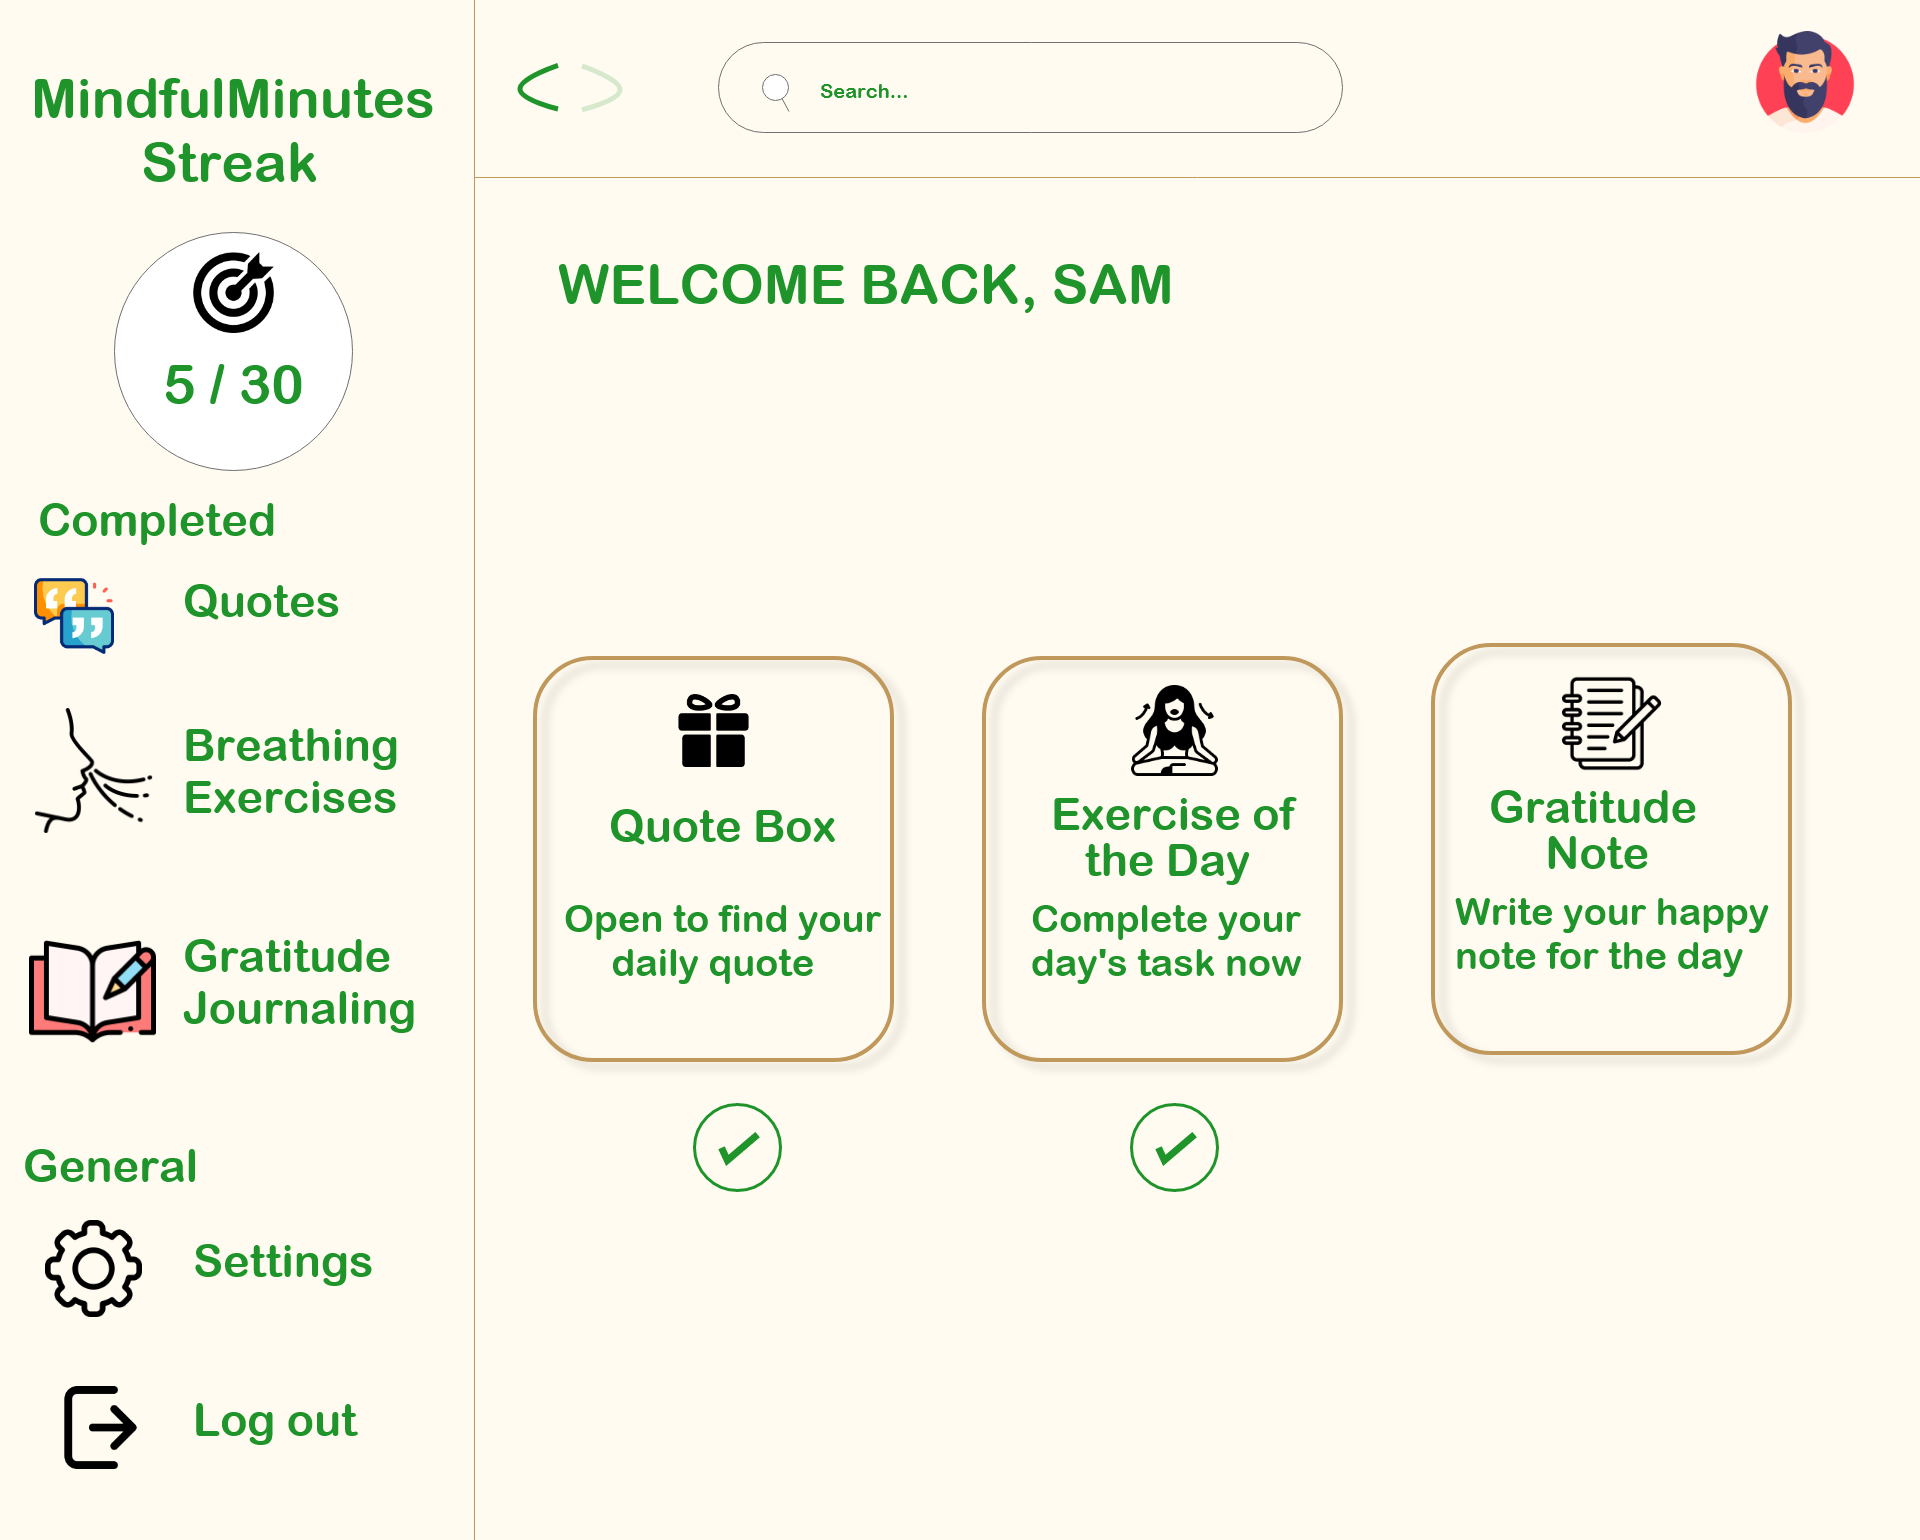 MindfulMinutes
Streak
5 / 30
Completed
Quotes
Breathing
Exercises
Gratitude
Journaling
General
Settings
Log out
Search...
WELCOME BACK, SAM
Quote Box
Open to find your
daily quote
Exercise of
the Day
Complete your
day's task now
Gratitude
Note
Write your happy
note for the day